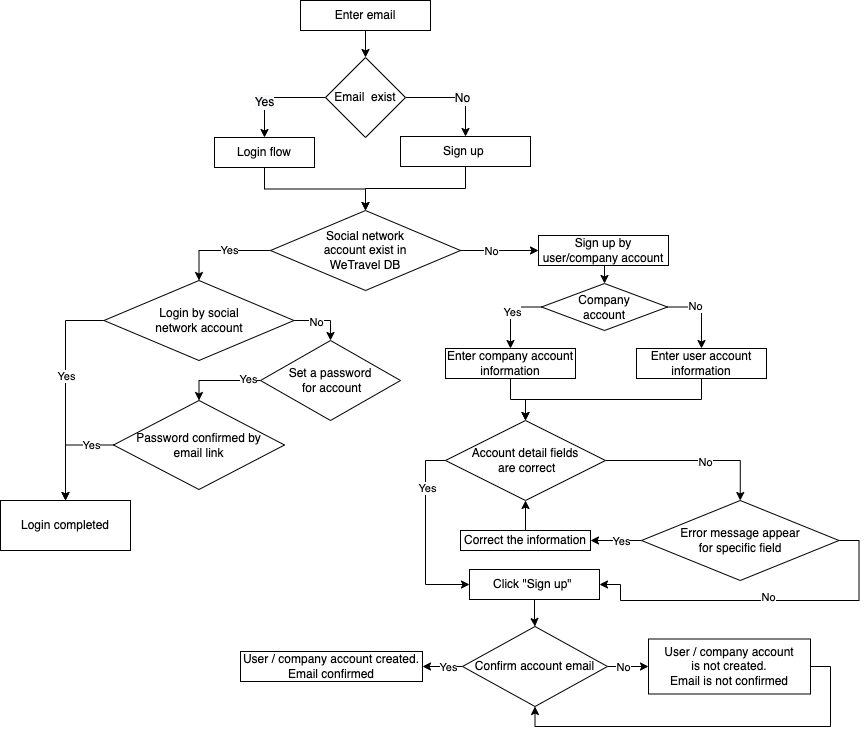 Enter email
Email  exist
Yes
No
Login flow
Sign up
Social network
account exist in
WeTravel DB
Yes
No
Sign up by
user/company account
Login by social
network account
Company
account
Yes
No
No
Enter company account
information
Enter user account
information
Set a password
for account
Yes
Yes
Password confirmed by
email link
Yes
Account detail fields
are correct
No
Yes
Login completed
Error message appear
for specific field
Yes
Correct the information
Click "Sign up"
No
User / company account created.
Email confirmed
Yes
Confirm account email
No
User / company account
is not created.
Email is not confirmed